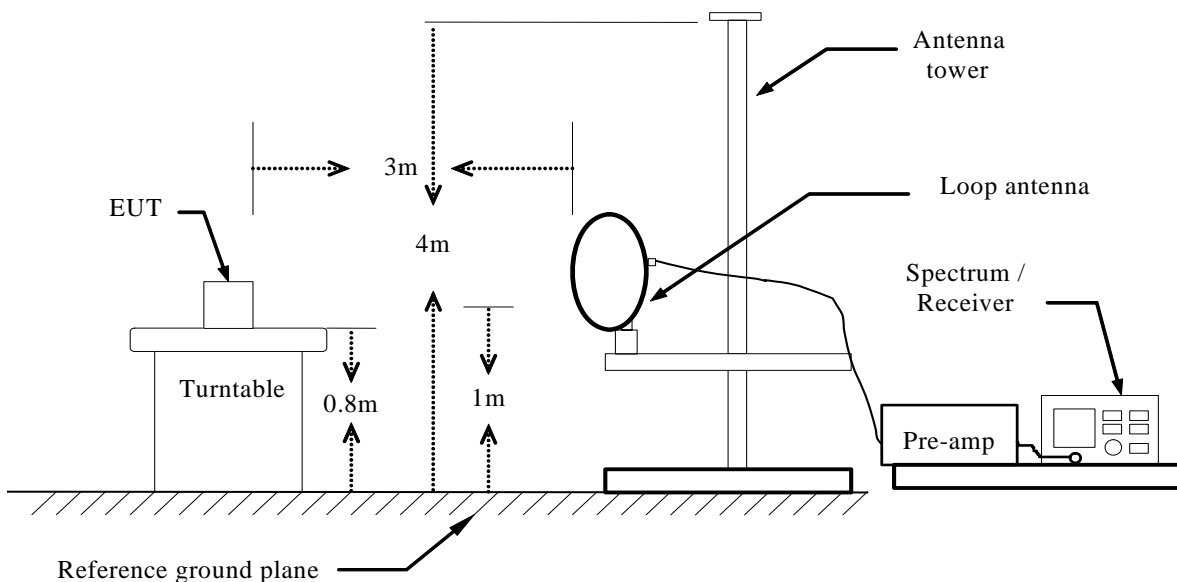 Antenna
tower
3m
Loop antenna
EUT
4m
Spectrum /
Receiver
Turntable
0.8m
1m
Pre-amp
Reference ground plane